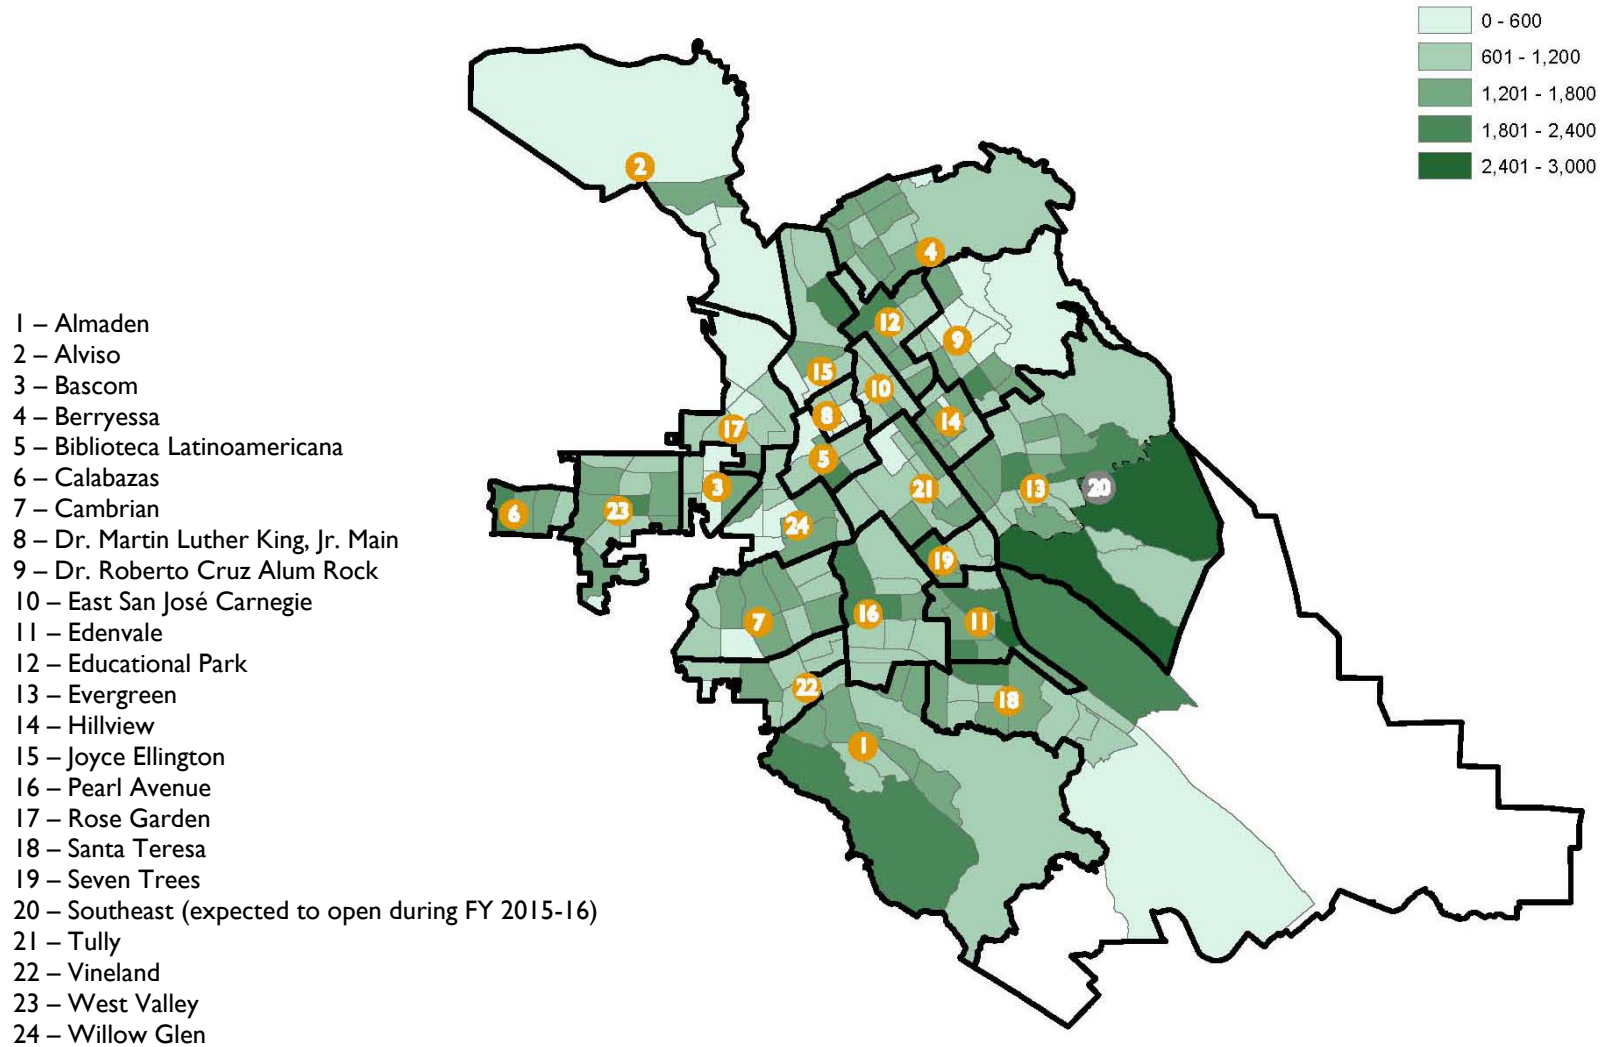 0 - 600
601 - 1,200
1,201 - 1,800
1,801 - 2,400
2,401 - 3,000
1 – Almaden
2 – Alviso
3 – Bascom
4 – Berryessa
5 – Biblioteca Latinoamericana
6 – Calabazas
7 – Cambrian
8 – Dr. Martin Luther King, Jr. Main
9 – Dr. Roberto Cruz Alum Rock
10 – East San José Carnegie
11 – Edenvale
12 – Educational Park
13 – Evergreen
14 – Hillview
15 – Joyce Ellington
16 – Pearl Avenue
17 – Rose Garden
18 – Santa Teresa
19 – Seven Trees
20 – Southeast (expected to open during FY 2015-16)
21 – Tully
22 – Vineland
23 – West Valley
24 – Willow Glen
2
4
12
9
15
10
8
14
17
5
3
21
13
20
6
23
24
19
7
16
11
22
18
1